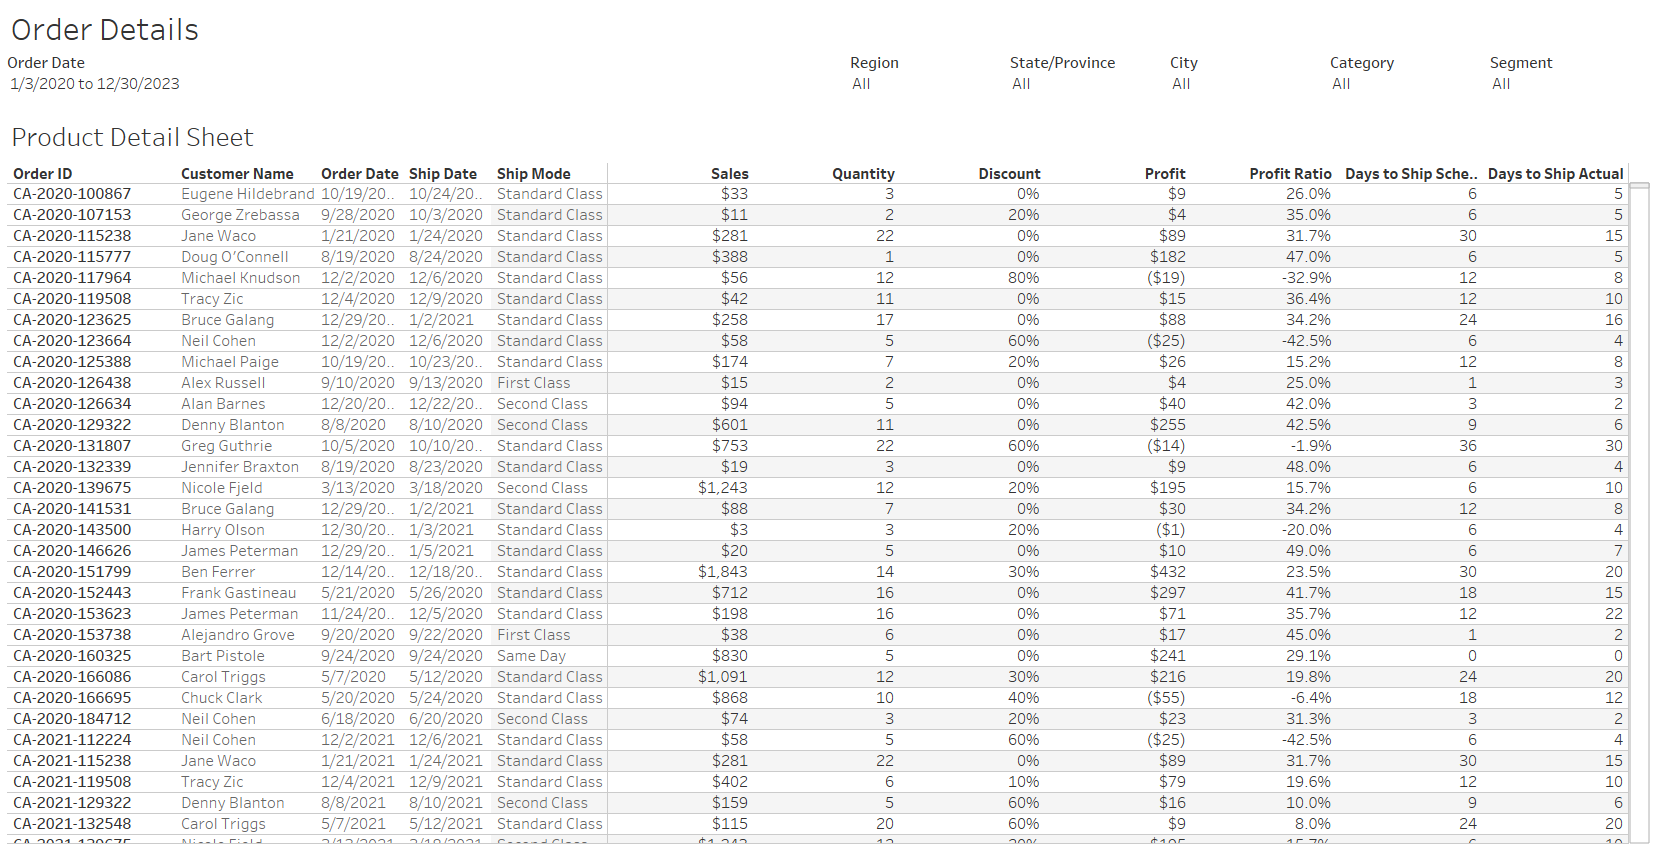 Order Details
Order Date Region State/Province City Category Segment
1/3/2020 to 12/30/2023 All All All All All
Product Detail Sheet
Order ID Customer Name Order Date Ship Date Ship Mode Sales Quantity Discount Profit Profit Ratio Days to Ship Sche.. Days to Ship Actual
CA-2020-100867 Eugene Hildebrand 10/19/20.. 10/24/20.. Standard Class $33 3 0% $9 26.0% 6 5
CA-2020-107153 George Zrebassa 9/28/2020 10/3/2020 Standard Class $11 2 20% $4 35.0% 6 5
CA-2020-115238 Jane Waco 1/21/2020 1/24/2020 Standard Class $281 22 0% $89 31.7% 30 15
CA-2020-115777 Doug O'Connell 8/19/2020 8/24/2020 Standard Class $388 1 0% $182 47.0% 6 5
CA-2020-117964 Michael Knudson 12/2/2020 12/6/2020 Standard Class $56 12 80% ($19) -32.9% 12 8
CA-2020-119508 Tracy Zic 12/4/2020 12/9/2020 Standard Class $42 11 0% $15 36.4% 12 10
CA-2020-123625 Bruce Galang 12/29/20.. 1/2/2021 Standard Class $258 17 0% $88 34.2% 24 16
CA-2020-123664 Neil Cohen 12/2/2020 12/6/2020 Standard Class $58 5 60% ($25) -42.5% 6 4
CA-2020-125388 Michael Paige 10/19/20.. 10/23/20.. Standard Class $174 7 20% $26 15.2% 12 8
CA-2020-126438 Alex Russell 9/10/2020 9/13/2020 First Class $15 2 0% $4 25.0% 1 3
CA-2020-126634 Alan Barnes 12/20/20.. 12/22/20.. Second Class $94 5 0% $40 42.0% 3 2
CA-2020-129322 Denny Blanton 8/8/2020 8/10/2020 Second Class $601 11 0% $255 42.5% 9 6
CA-2020-131807 Greg Guthrie 10/5/2020 10/10/20.. Standard Class $753 22 60% ($14) -1.9% 36 30
CA-2020-132339 Jennifer Braxton 8/19/2020 8/23/2020 Standard Class $19 3 0% $9 48.0% 6 4
CA-2020-139675 Nicole Fjeld 3/13/2020 3/18/2020 Second Class $1,243 12 20% $195 15.7% 6 10
CA-2020-141531 Bruce Galang 12/29/20.. 1/2/2021 Standard Class $88 7 0% $30 34.2% 12 8
CA-2020-143500 Harry Olson 12/30/20.. 1/3/2021 Standard Class $3 3 20% ($1) -20.0% 6 4
CA-2020-146626 James Peterman 12/29/20.. 1/5/2021 Standard Class $20 5 0% $10 49.0% 6 7
CA-2020-151799 Ben Ferrer 12/14/20.. 12/18/20.. Standard Class $1,843 14 30% $432 23.5% 30 20
CA-2020-152443 Frank Gastineau 5/21/2020 5/26/2020 Standard Class $712 16 0% $297 41.7% 18 15
CA-2020-153623 James Peterman 11/24/20.. 12/5/2020 Standard Class $198 16 0% $71 35.7% 12 22
CA-2020-153738 Alejandro Grove 9/20/2020 9/22/2020 First Class $38 6 0% $17 45.0% 1 2
CA-2020-160325 Bart Pistole 9/24/2020 9/24/2020 Same Day $830 5 0% $241 29.1% 0 0
CA-2020-166086 Carol Triggs 5/7/2020 5/12/2020 Standard Class $1,091 12 30% $216 19.8% 24 20
CA-2020-166695 Chuck Clark 5/20/2020 5/24/2020 Standard Class $868 10 40% ($55) -6.4% 18 12
CA-2020-184712 Neil Cohen 6/18/2020 6/20/2020 Second Class $74 3 20% $23 31.3% 3 2
CA-2021-112224 Neil Cohen 12/2/2021 12/6/2021 Standard Class $58 5 60% ($25) -42.5% 6 4
CA-2021-115238 Jane Waco 1/21/2021 1/24/2021 Standard Class $281 22 0% $89 31.7% 30 15
CA-2021-119508 Tracy Zic 12/4/2021 12/9/2021 Standard Class $402 6 10% $79 19.6% 12 10
CA-2021-129322 Denny Blanton 8/8/2021 8/10/2021 Second Class $159 5 60% $16 10.0% 9 6
CA-2021-132548 Carol Triggs 5/7/2021 5/12/2021 Standard Class $115 20 60% $9 8.0% 24 20